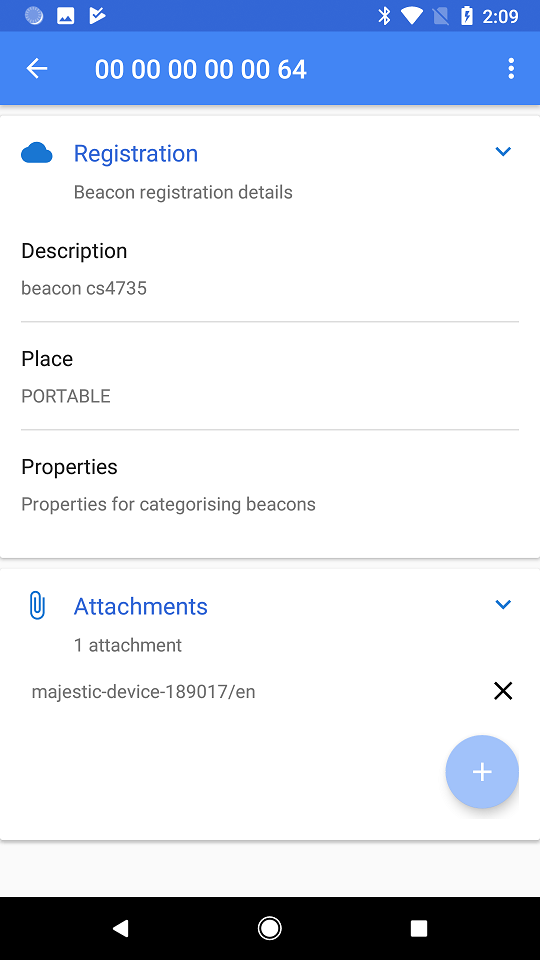 2:09
00 00 00 00 00 64
Registration
Beacon registration details
Description
beacon cs4735
Place
PORTABLE
Properties
Properties for categorising beacons
Attachments
1 attachment
majestic-device-189017/en